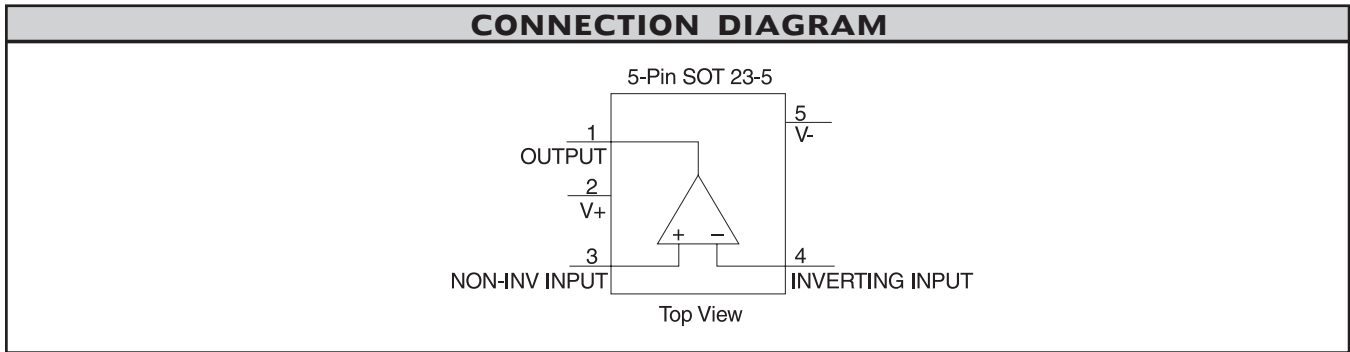 CONNECTION DIAGRAM
5-Pin SOT 23-5
5
V-
1
OUTPUT
2
V+
+ −
3
NON-INV INPUT
4
INVERTING INPUT
Top View